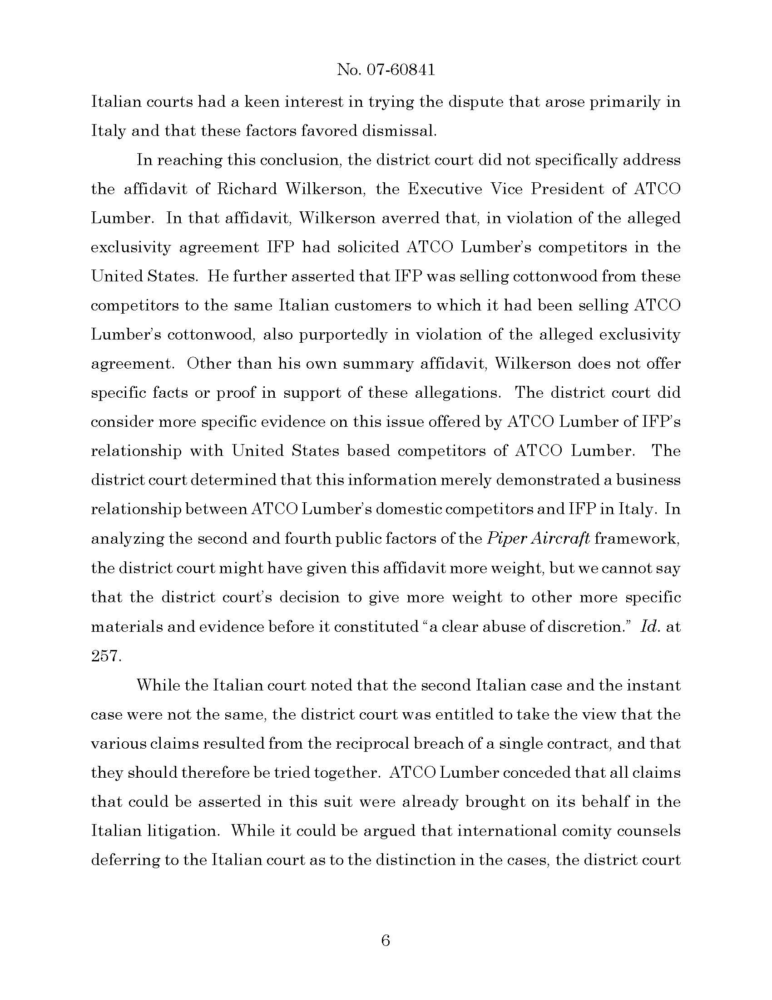 No. 07-60841
Italian courts had a keen interest in trying the dispute that arose primarily in
Italy and that these factors favored dismissal.
In reaching this conclusion, the district court did not specifically address
the affidavit of Richard Wilkerson, the Executive Vice President of ATCO
Lumber. In that affidavit, Wilkerson averred that, in violation of the alleged
exclusivity agreement IFP had solicited ATCO Lumber's competitors in the
United States. He further asserted that IFP was selling cottonwood from these
competitors to the same Italian customers to which it had been selling ATCO
Lumber's cottonwood, also purportedly in violation of the alleged exclusivity
agreement. Other than his own summary affidavit, Wilkerson does not offer
specific facts or proof in support of these allegations. The district court did
consider more specific evidence on this issue offered by ATCO Lumber of IFP's
relationship with United States based competitors of ATCO Lumber. The
district court determined that this information merely demonstrated a business
relationship between ATCO Lumber's domestic competitors and IFP in Italy. In
analyzing the second and fourth public factors of the Piper Aircraft framework,
the district court might have given this affidavit more weight, but we cannot say
that the district court's decision to give more weight to other more specific
materials and evidence before it constituted “a clear abuse of discretion.” Id. at
257.
While the Italian court noted that the second Italian case and the instant
case were not the same, the district court was entitled to take the view that the
various claims resulted from the reciprocal breach of a single contract, and that
they should therefore be tried together. ATCO Lumber conceded that all claims
that could be asserted in this suit were already brought on its behalf in the
Italian litigation. While it could be argued that international comity counsels
deferring to the Italian court as to the distinction in the cases, the district court
6